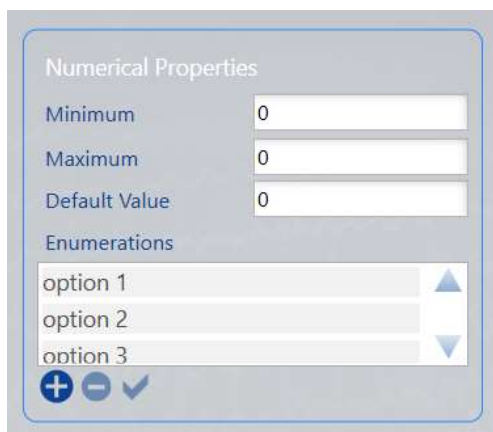 Numerical Properties
Minimum 0
Maximum 0
Default Value 0
Enumerations
option 1
option 2
option 3